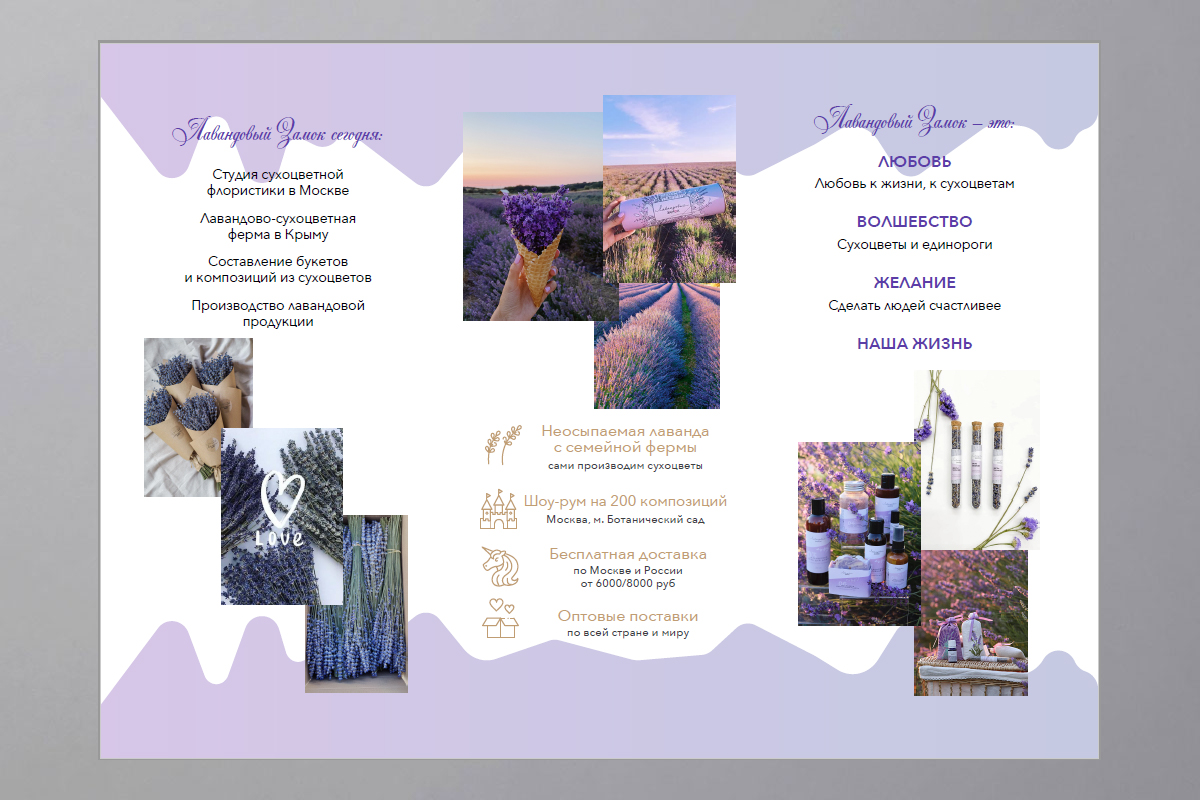 Лавандовый Замок сегодня:
Студия сухоцветной
флористики в Москве
Лавандово-сухоцветная
ферма в Крыму
Составление букетов
и композиций из сухоцветов
Производство лавандовой
продукции
LOVE
Неосыпаемая лаванда
с семейной фермы
сами производим сухоцветы
Шоу-рум на 200 композиций
Москва, м. Ботанический сад
Бесплатная доставка
по Москве и России
от 6000/8000 руб
Оптовые поставки
по всей стране и миру
Лавандовый Замок – это:
ЛЮБОВЬ
Любовь к жизни, к сухоцветам
ВОЛШЕБСТВО
Сухоцветы и единороги
ЖЕЛАНИЕ
Сделать людей счастливее
НАША ЖИЗНЬ